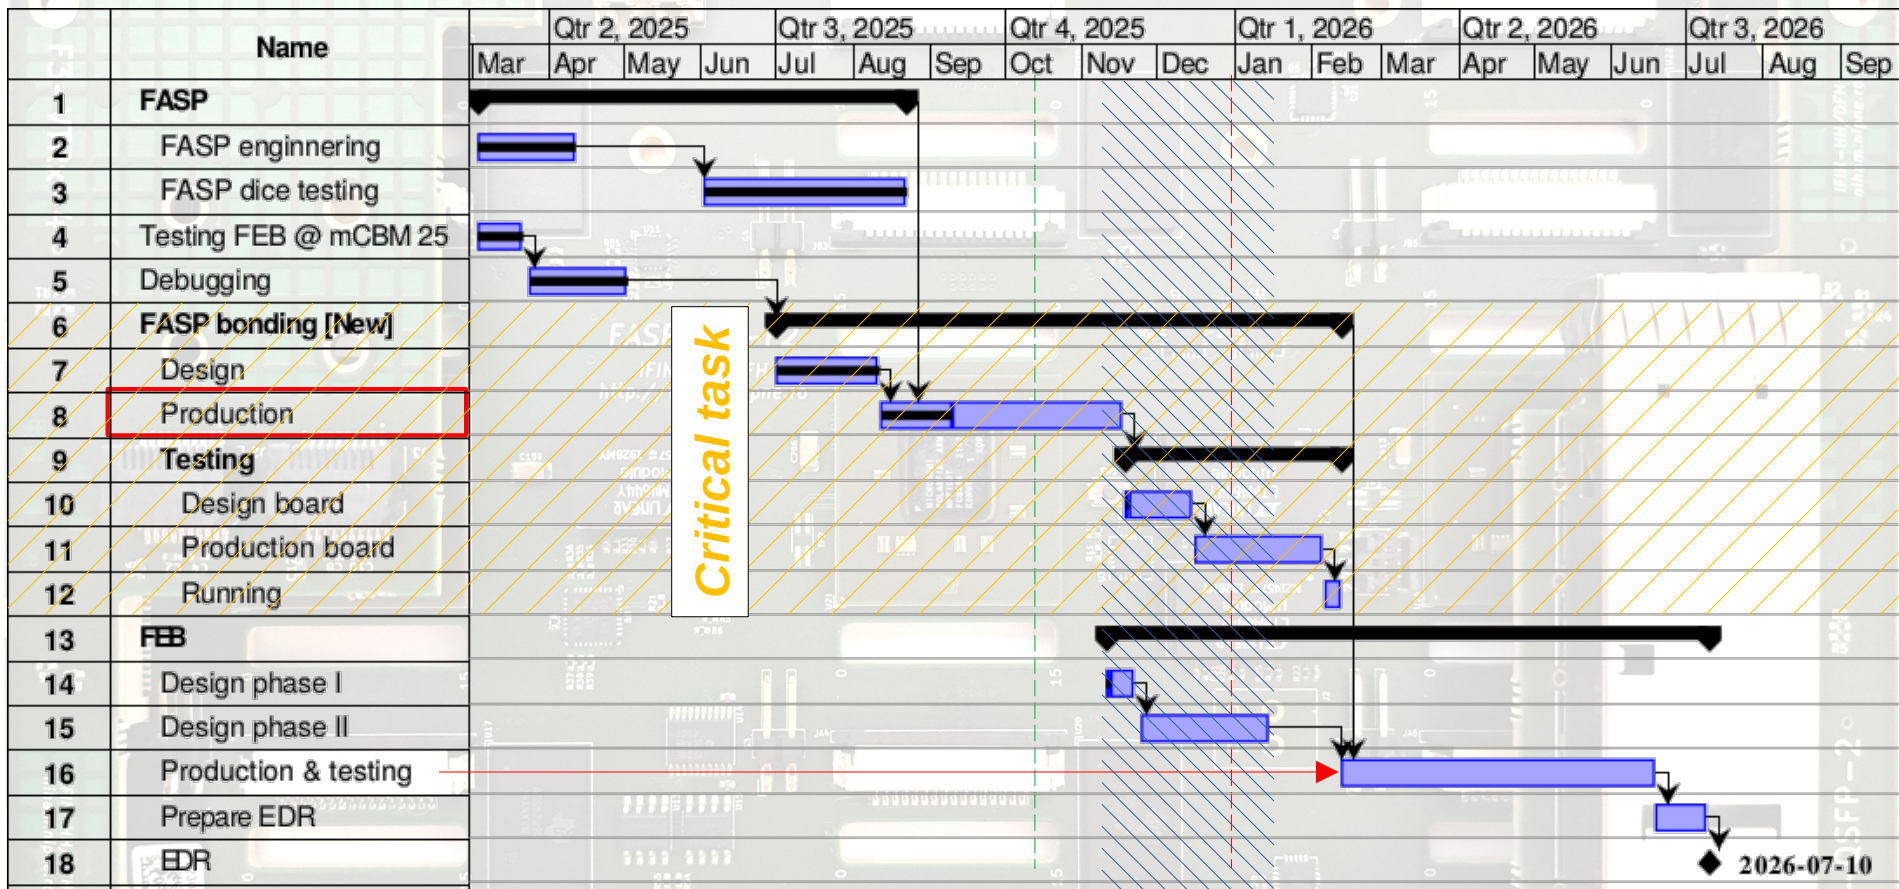 Name
Qtr 2, 2025 Qtr 3, 2025 Qtr 4, 2025 Qtr 1, 2026 Qtr 2, 2026 Qtr 3, 2026
Mar Apr May Jun Jul Aug Sep Oct Nov Dec Jan Feb Mar Apr May Jun Jul Aug Sep
1 FASP
2 FASP enginnering
3 FASP dice testing
4 Testing FEB @ mCBM 25
5 Debugging
6 FASP bonding [New]
7 Design
8 Production
9 Testing
10 Design board
11 Production board
12 Running
13 FEB
14 Design phase I
15 Design phase II
16 Production & testing
17 Prepare EDR
18 EDR
Critical task
2026-07-10